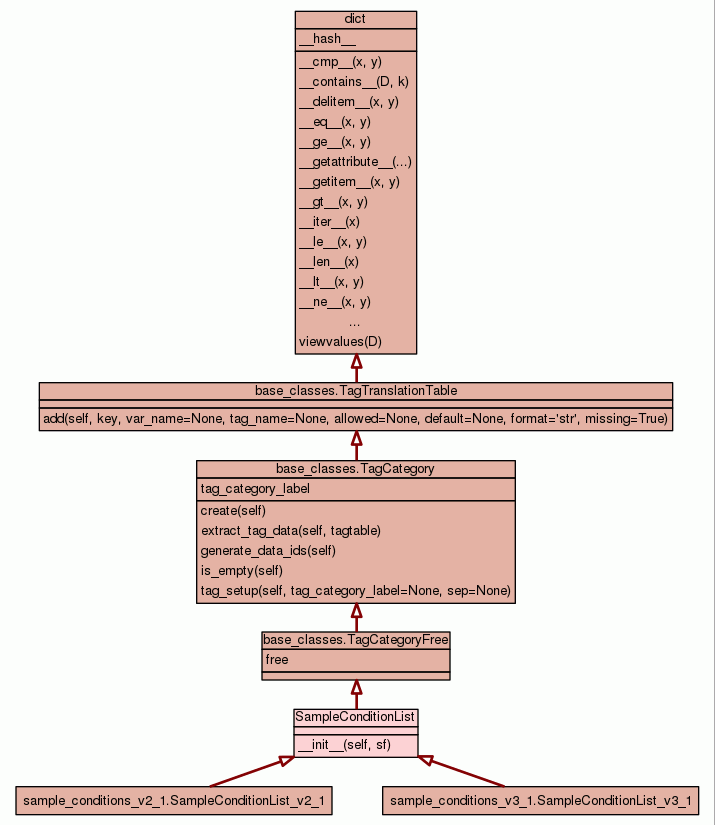 dict
__hash__
__cmp__(x, y)
__contains__(D, k)
__delitem__(x, y)
__eq__(x, y)
__ge__(x, y)
__getattribute__(...)
__getitem__(x, y)
__gt__(x, y)
__iter__(x)
__le__(x, y)
__len__(x)
__lt__(x, y)
__ne__(x, y)
...
viewvalues(D)
base_classes.TagTranslationTable
add(self, key, var_name=None, tag_name=None, allowed=None, default=None, format='str', missing=True)
base_classes.TagCategory
tag_category_label
create(self)
extract_tag_data(self, tagtable)
generate_data_ids(self)
is_empty(self)
tag_setup(self, tag_category_label=None, sep=None)
base_classes.TagCategoryFree
free
SampleConditionList
__init__(self, sf)
sample_conditions_v2_1.SampleConditionList_v2_1
sample_conditions_v3_1.SampleConditionList_v3_1